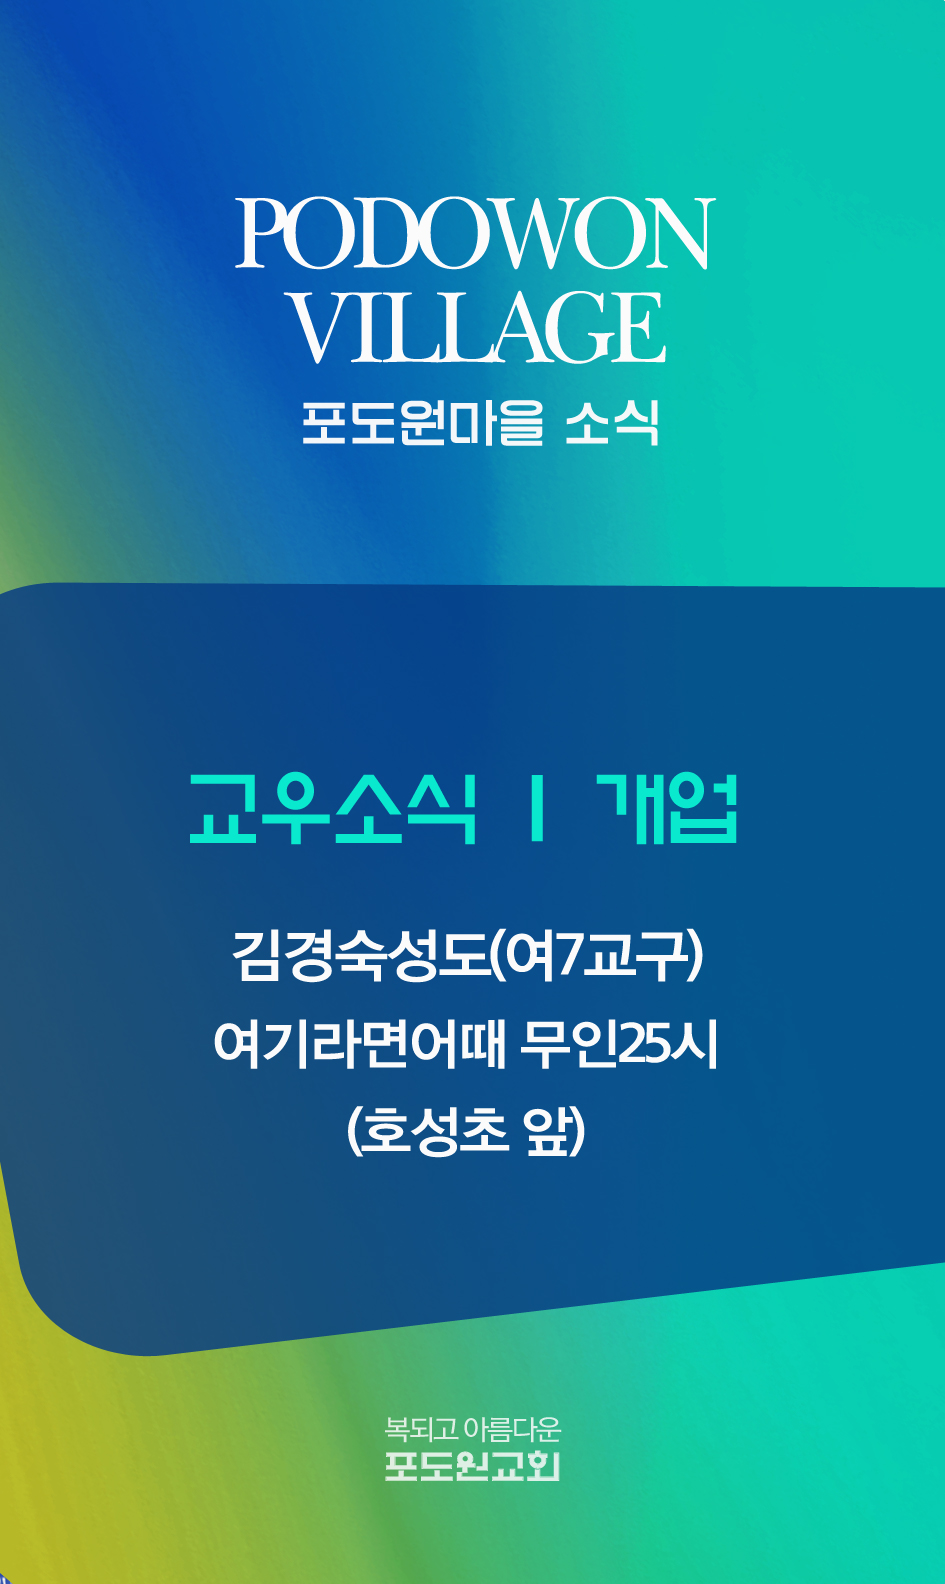 PODOWON
VILLAGE
포도원마을 소식
교우소식 | 개업
김경숙성도(여7교구)
여기라면어때 무인25시
(호성초 앞)
복되고 아름다운
포도원교회